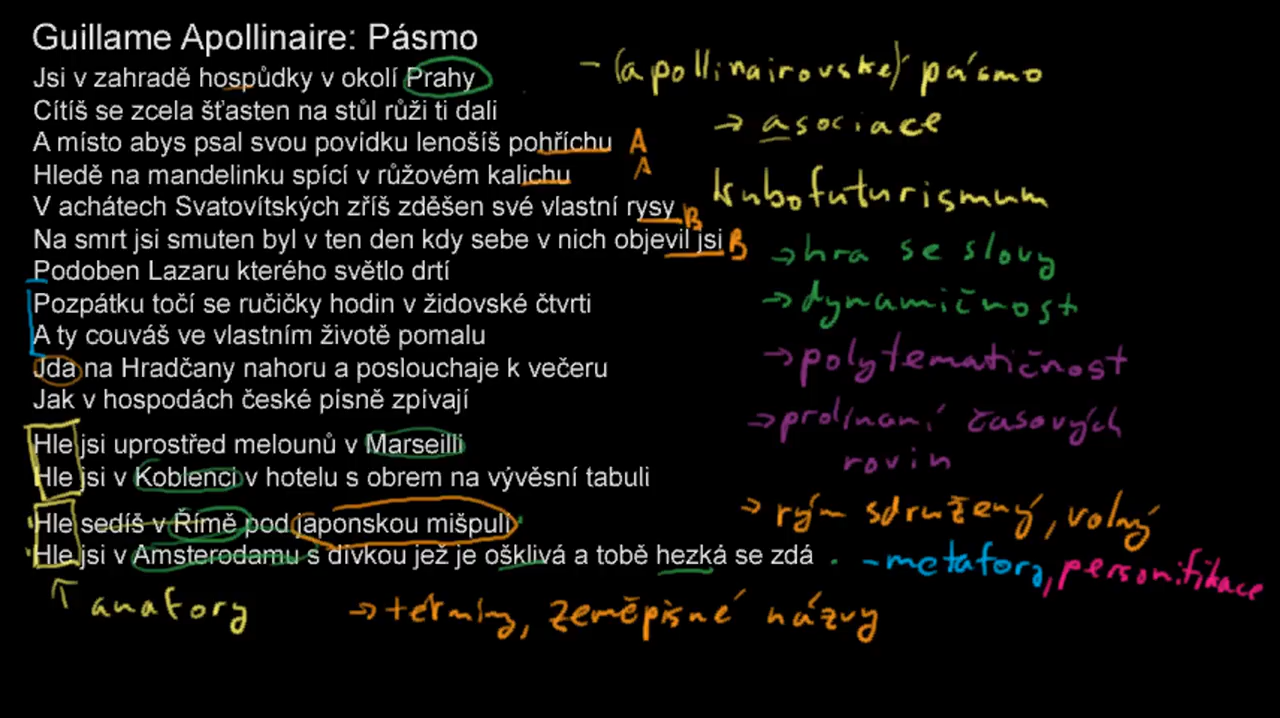 Guillame Apollinaire: Pásmo
Jsi v zahradě hospůdky v okolí Prahy
Cítíš se zcela šťasten na stůl růži ti dali
A místo abys psal svou povídku lenošíš pohříchu A
Hledě na mandelinku spící v růžovém kalichu A
V achátech Svatovítských zříš zděšen své vlastní rysy B
Na smrt jsi smuten byl v ten den kdy sebe v nich objevil jsi B
Podoben Lazaru kterého světlo drtí
Pozpátku točí se ručičky hodin v židovské čtvrti
A ty couváš ve vlastním životě pomalu
Jda na Hradčany nahoru a poslouchaje k večeru
Jak v hospodách české písně zpívají
Hle jsi uprostřed melounů v Marseilli
Hle jsi v Koblenci v hotelu s obrem na vývěsní tabuli
Hle sedíš v Římě pod japonskou mišpulí
Hle jsi v Amsterodamu s dívkou jež je ošklivá a tobě hezká se zdá
↑ anafory
→ termíny, zeměpisné názvy
- (apollinairovské) pásmo
→ asociace
kubofuturismum
→ hra se slovy
→ dynamičnost
→ polytematičnost
→ prolínaní časových
rovin
→ rým sdružený, volný
- metafory, personifikace